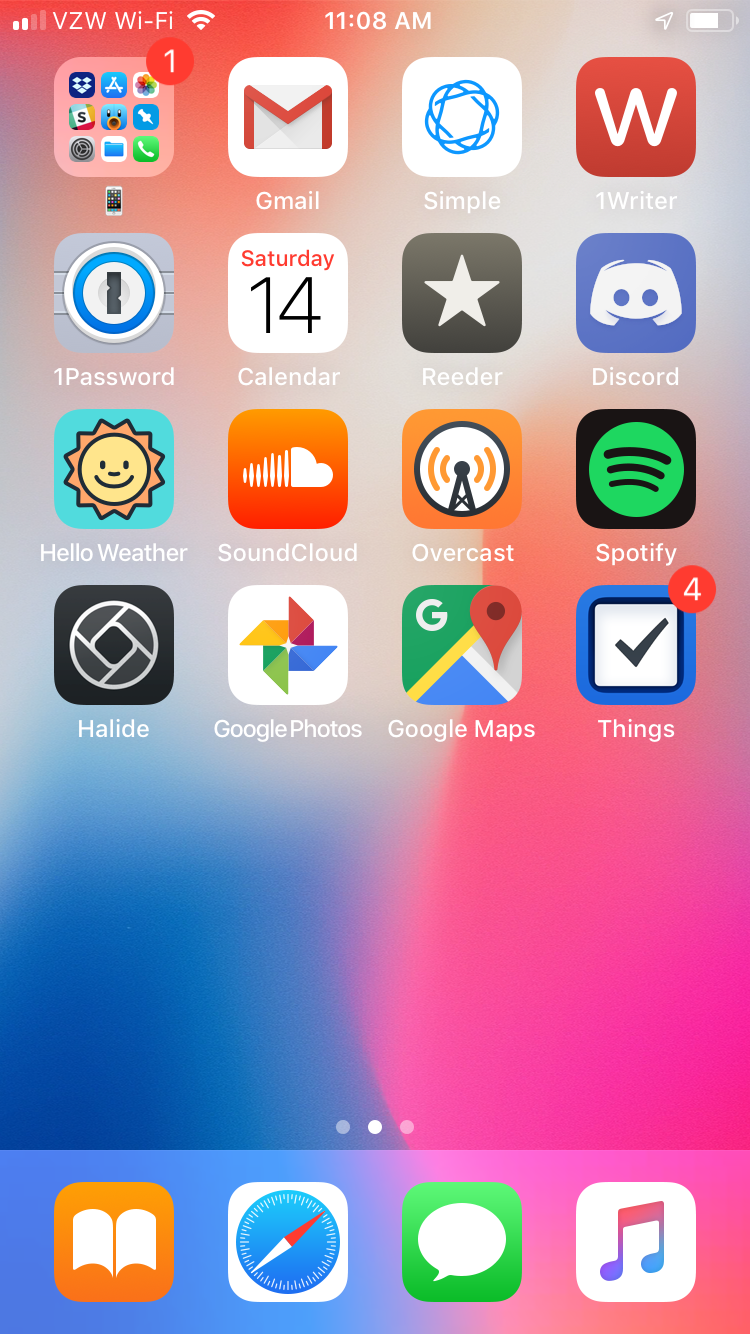 VZW Wi-Fi 11:08 AM
1
S
📱 Gmail Simple 1Writer
W
Saturday
14
1Password Calendar Reeder Discord
Hello Weather SoundCloud Overcast Spotify
G
4
Halide Google Photos Google Maps Things